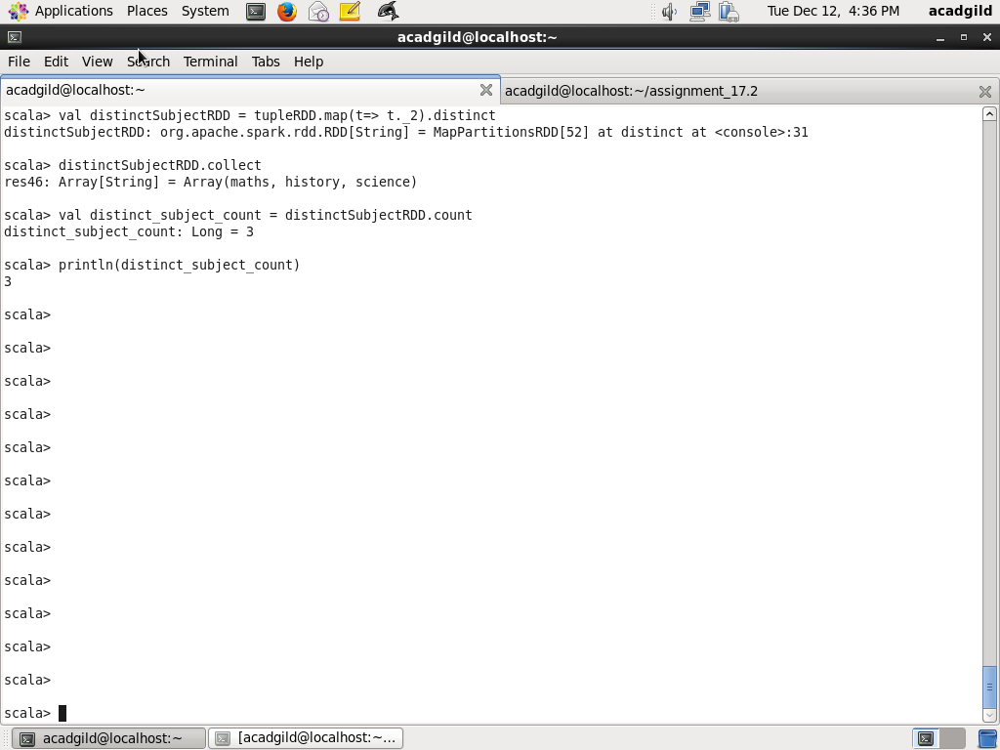 Applications Places System Tue Dec 12, 4:36 PM acadgild
acadgild@localhost:~
File Edit View Search Terminal Tabs Help
acadgild@localhost:~ acadgild@localhost:~/assignment_17.2
scala> val distinctSubjectRDD = tupleRDD.map(t=> t._2).distinct
distinctSubjectRDD: org.apache.spark.rdd.RDD[String] = MapPartitionsRDD[52] at distinct at <console>:31
scala> distinctSubjectRDD.collect
res46: Array[String] = Array(maths, history, science)
scala> val distinct_subject_count = distinctSubjectRDD.count
distinct_subject_count: Long = 3
scala> println(distinct_subject_count)
3
scala>
scala>
scala>
scala>
scala>
scala>
scala>
scala>
scala>
scala>
scala>
scala>
scala>
acadgild@localhost:~ [acadgild@localhost:~...